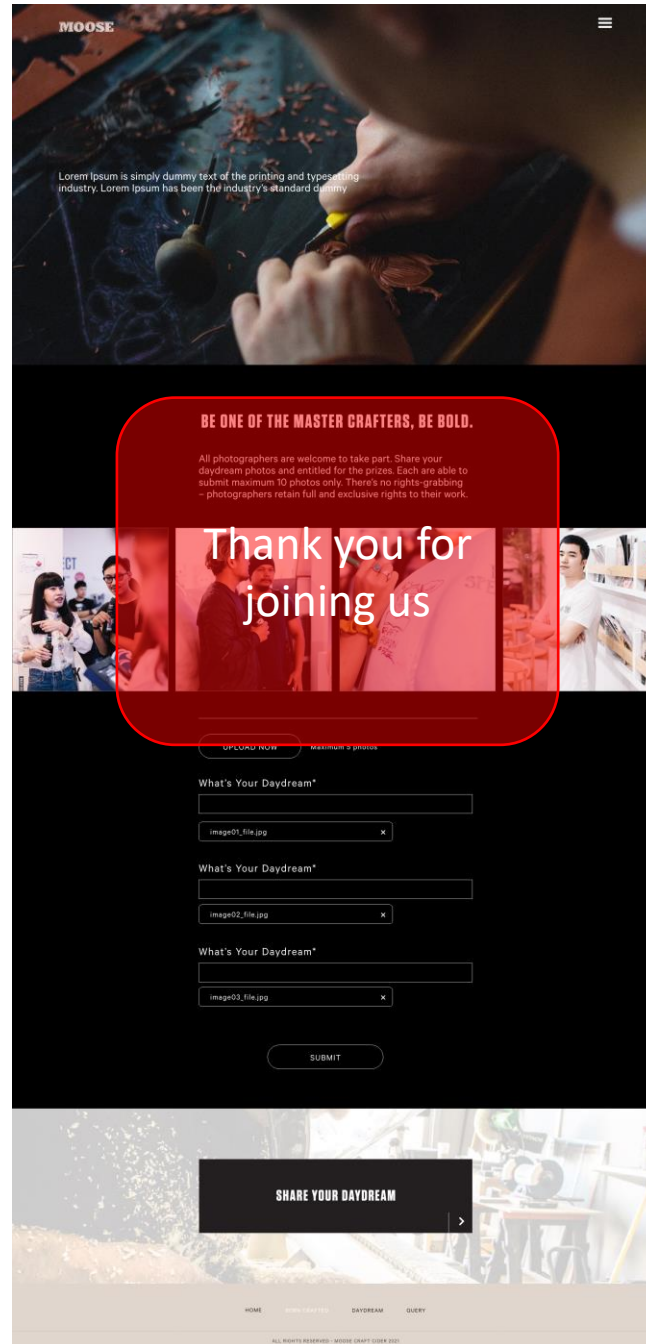 MOOSE
Lorem Ipsum is simply dummy text of the printing and typesetting
industry. Lorem Ipsum has been the industry's standard dummy
BE ONE OF THE MASTER CRAFTERS, BE BOLD.
All photographers are welcome to take part. Share your
daydream photos and entitled for the prizes. Each are able to
submit maximum 10 photos only. There's no rights-grabbing
– photographers retain full and exclusive rights to their work.
Thank you for
joining us
UPLOAD NOW Maximum 5 photos
What's Your Daydream*
image01_file.jpg ×
What's Your Daydream*
image02_file.jpg ×
What's Your Daydream*
image03_file.jpg ×
SUBMIT
SHARE YOUR DAYDREAM
HOME DAYDREAM QUERY
ALL RIGHTS RESERVED - MOOSE CRAFT CIDER 2021